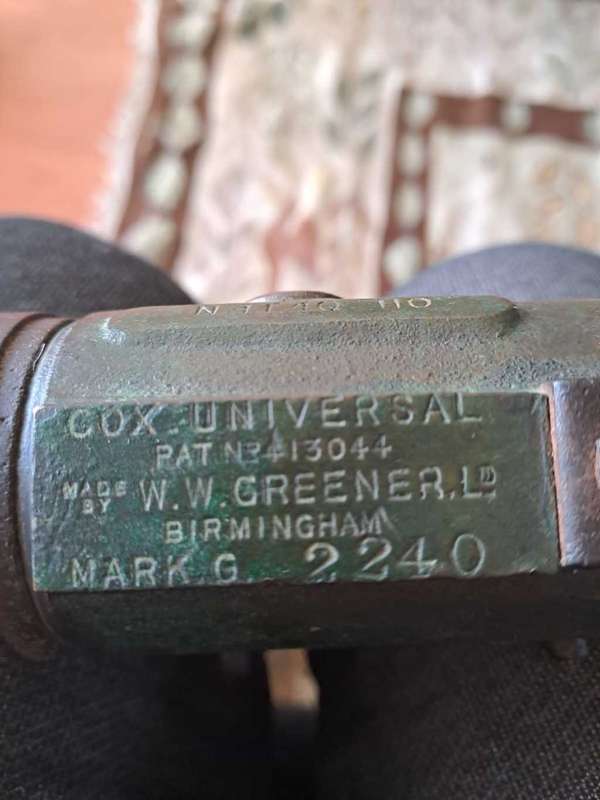 COX UNIVERSAL
PAT Nº 413044
MADE BY W. W. GREENER. Lᴰ
BIRMINGHAM
MARK G. 2240